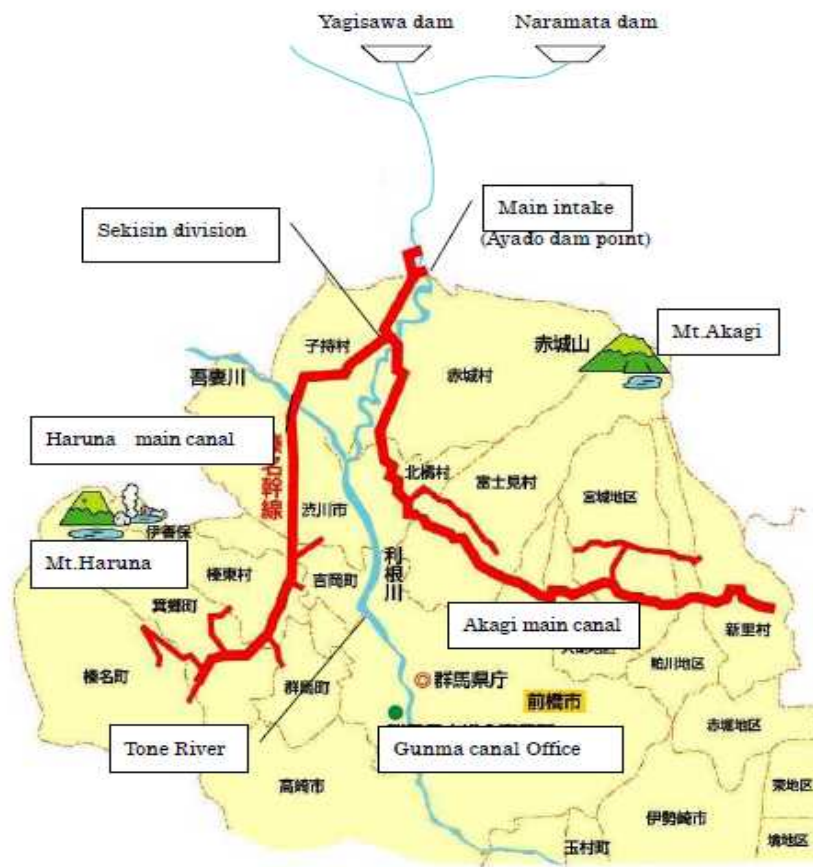 Yagisawa dam
Naramata dam
Sekisin division
Main intake
(Ayado dam point)
Mt.Akagi
子持村
赤城山
吾妻川
赤城村
Haruna main canal
名幹線
北橘村
富士見村
宮城地区
渋川市
伊香保
Mt.Haruna
榛東村
吉岡町
利根川
箕郷町
Akagi main canal
新里村
粕川地区
榛名町
群馬町
群馬県庁
前橋市
赤堀地区
Tone River
Gunma canal Office
高崎市
東地区
伊勢崎市
境地区
玉村町